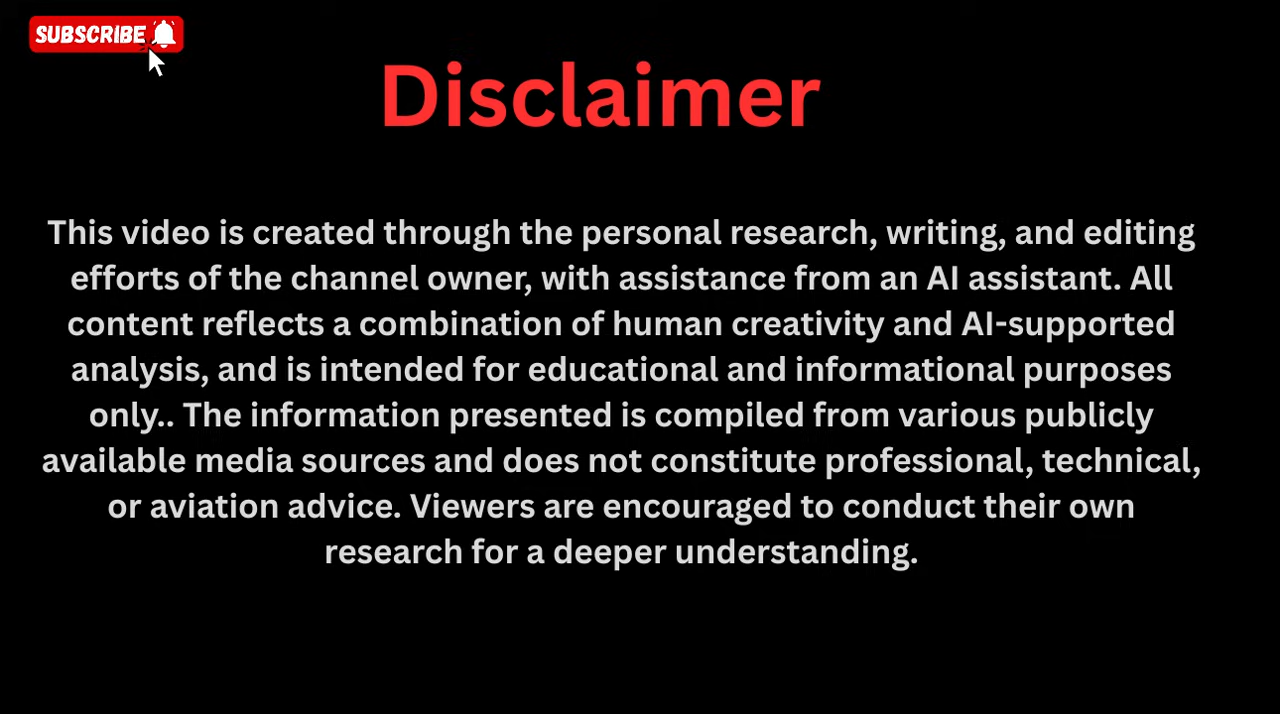 SUBSCRIBE
Disclaimer
This video is created through the personal research, writing, and editing
efforts of the channel owner, with assistance from an AI assistant. All
content reflects a combination of human creativity and AI-supported
analysis, and is intended for educational and informational purposes
only.. The information presented is compiled from various publicly
available media sources and does not constitute professional, technical,
or aviation advice. Viewers are encouraged to conduct their own
research for a deeper understanding.